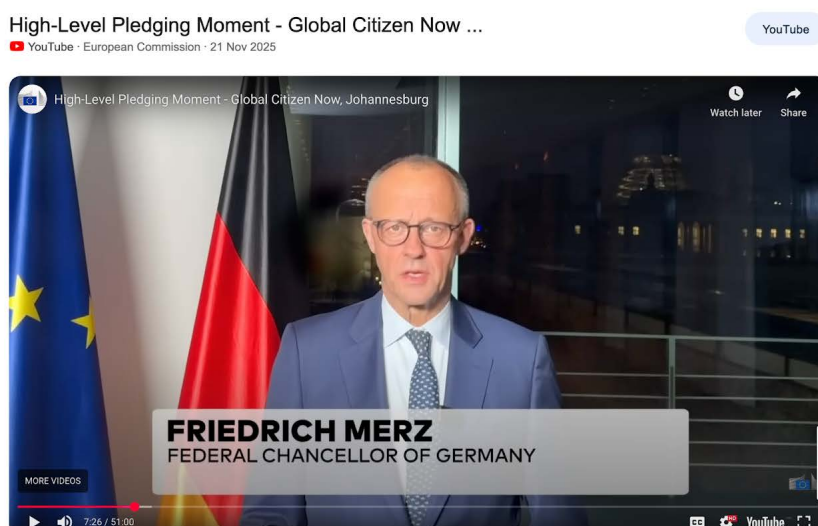 High-Level Pledging Moment - Global Citizen Now ...
YouTube
YouTube · European Commission · 21 Nov 2025
High-Level Pledging Moment - Global Citizen Now, Johannesburg
Watch later
Share
FRIEDRICH MERZ
FEDERAL CHANCELLOR OF GERMANY
MORE VIDEOS
7:26 / 51:00
CC
HD
YouTube